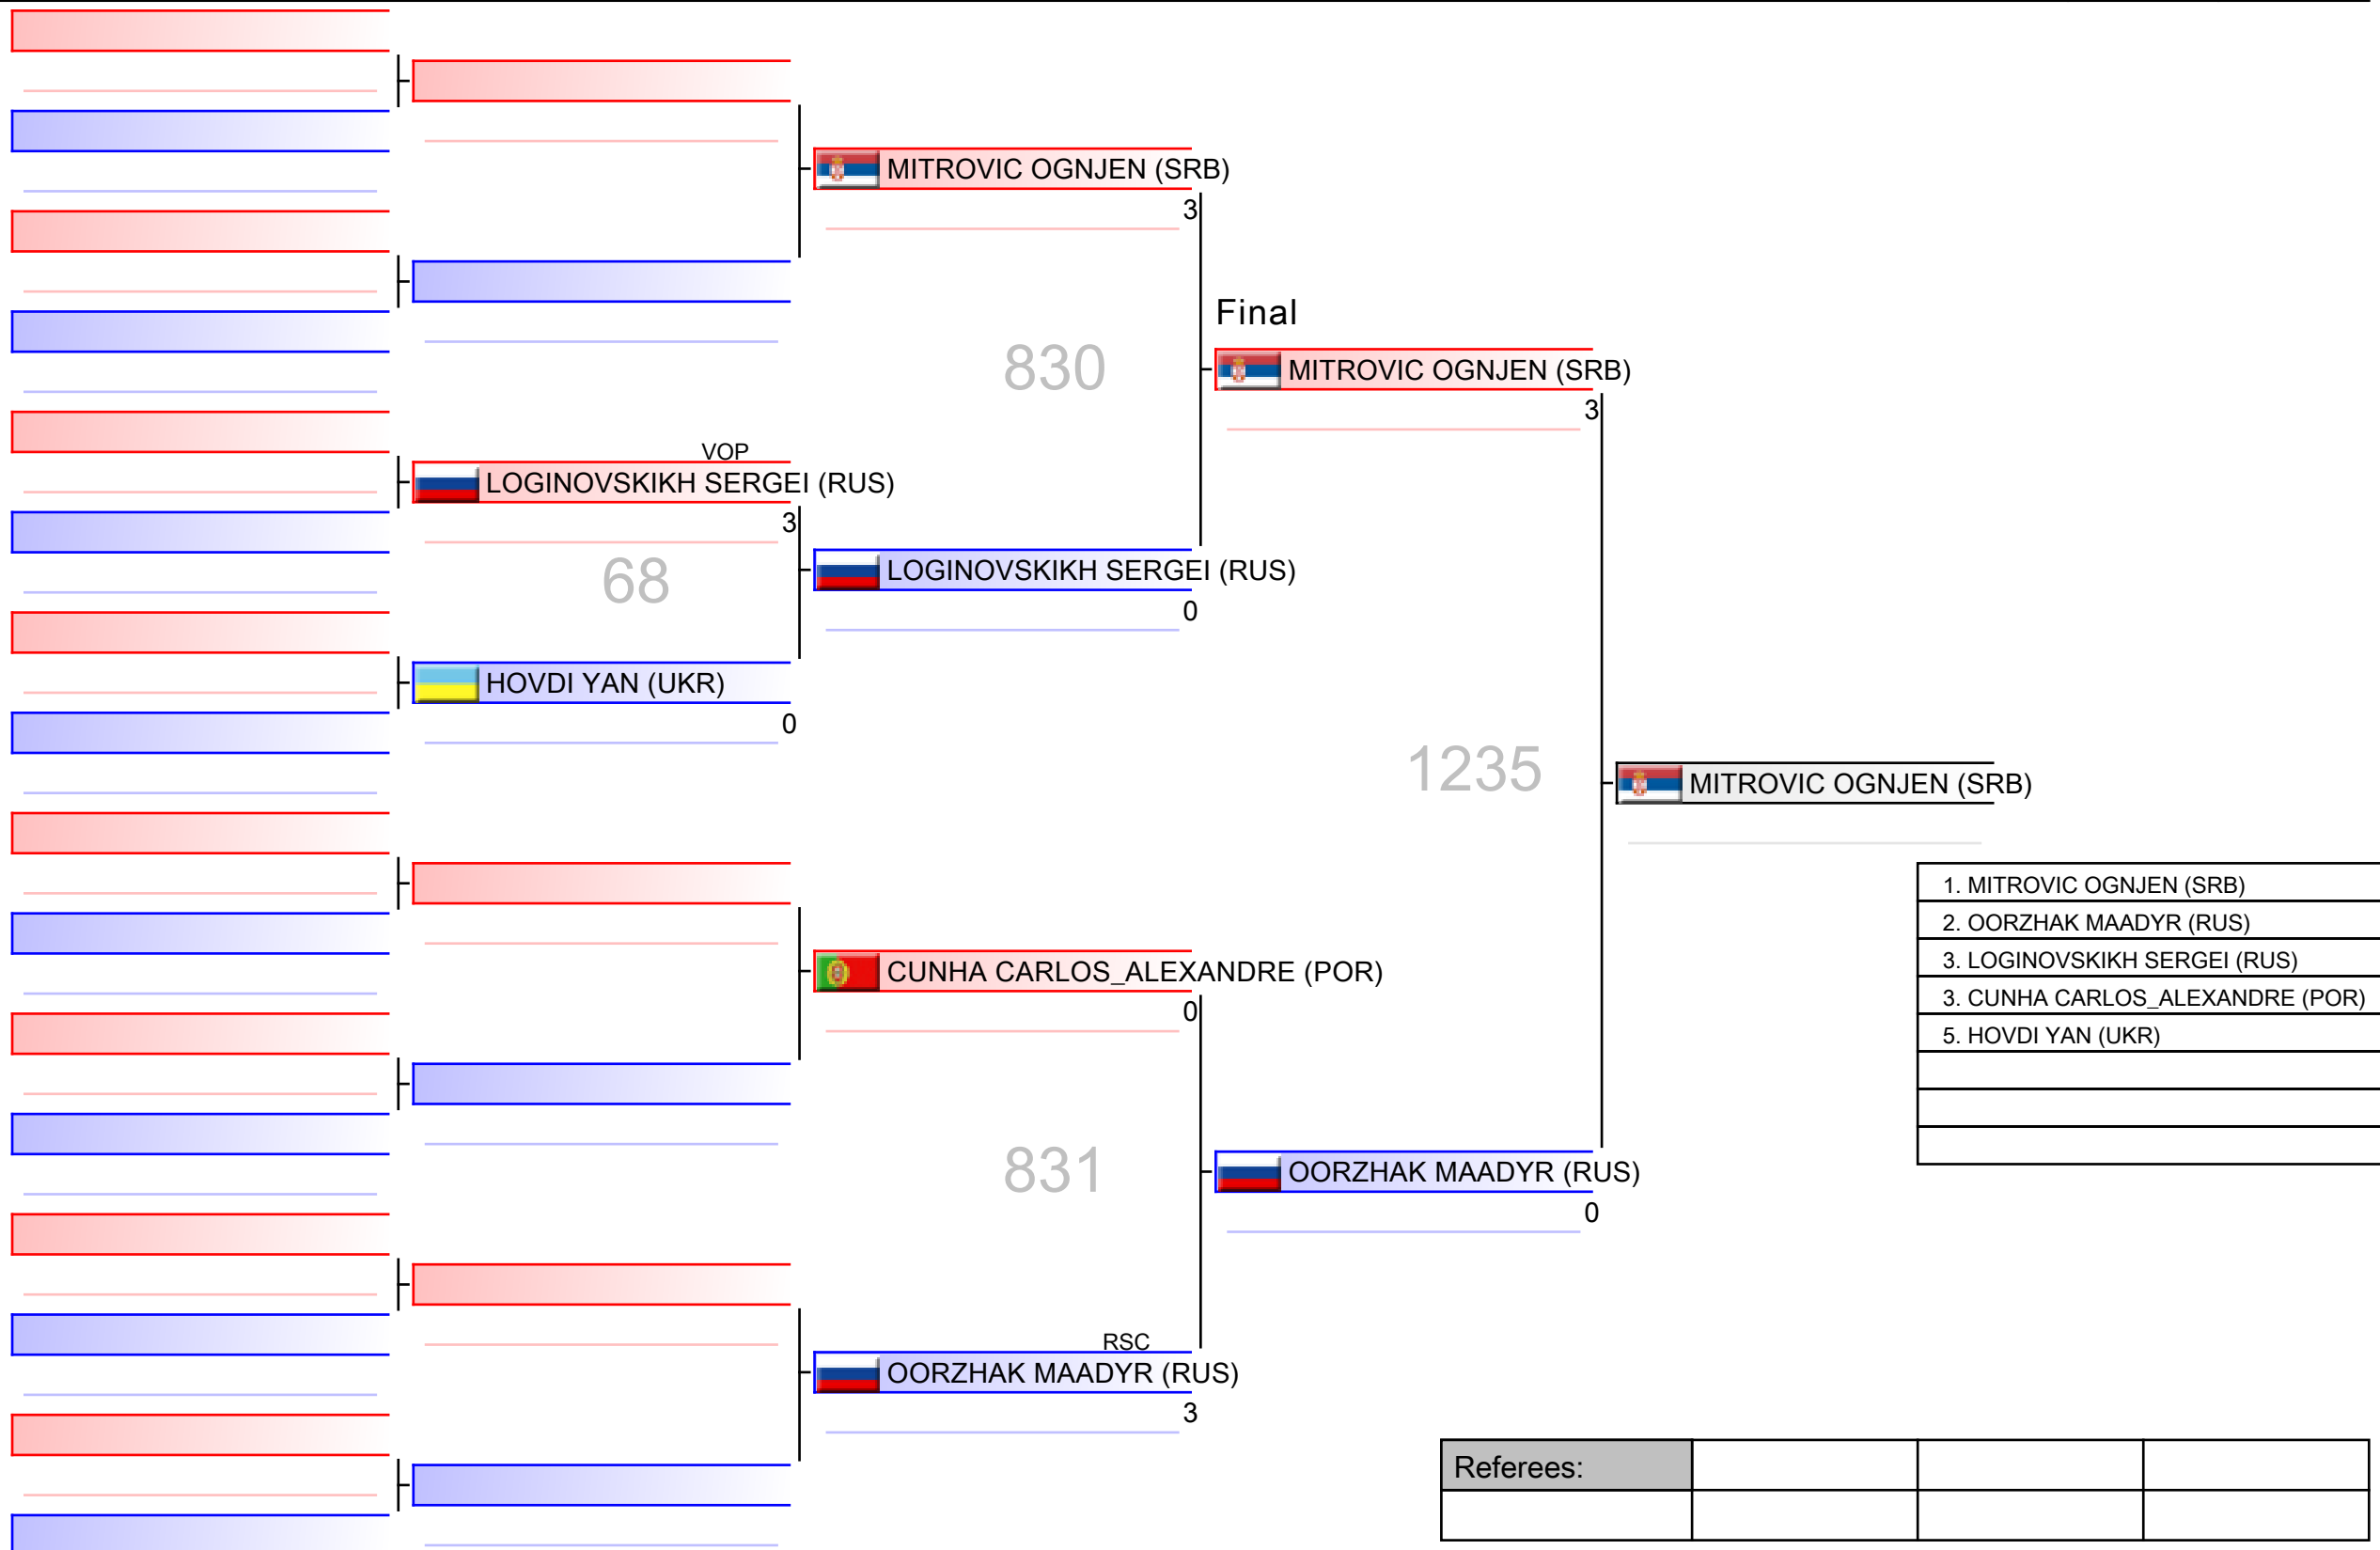 MITROVIC OGNJEN (SRB)
3
Final
830
MITROVIC OGNJEN (SRB)
3
VOP
LOGINOVSKIKH SERGEI (RUS)
3
68
LOGINOVSKIKH SERGEI (RUS)
0
HOVDI YAN (UKR)
0
1235
MITROVIC OGNJEN (SRB)
1. MITROVIC OGNJEN (SRB)
2. OORZHAK MAADYR (RUS)
3. LOGINOVSKIKH SERGEI (RUS)
3. CUNHA CARLOS_ALEXANDRE (POR)
5. HOVDI YAN (UKR)
CUNHA CARLOS_ALEXANDRE (POR)
0
831
OORZHAK MAADYR (RUS)
0
RSC
OORZHAK MAADYR (RUS)
3
Referees: